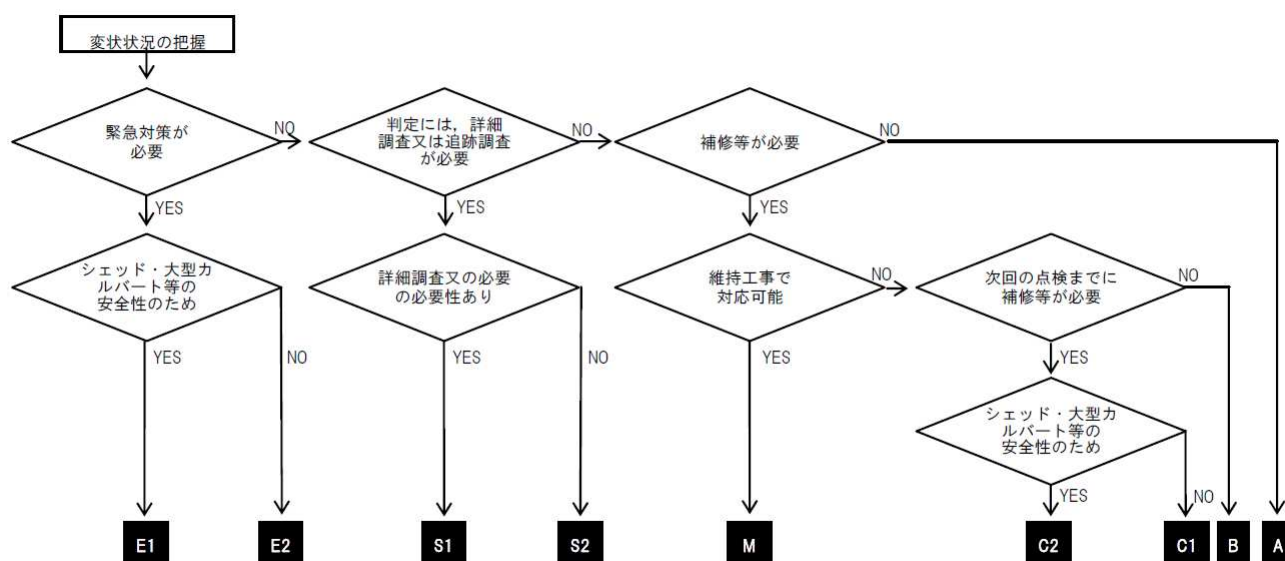 変状状況の把握
緊急対策が
必要
NO
判定には，詳細
調査又は追跡調査
が必要
NO
補修等が必要
NO
YES
YES
YES
シェッド・大型カ
ルバート等の
安全性のため
詳細調査又の必要
の必要性あり
維持工事で
対応可能
NO
次回の点検までに
補修等が必要
NO
YES
NO
YES
NO
YES
YES
シェッド・大型カ
ルバート等の
安全性のため
YES
NO
E1
E2
S1
S2
M
C2
C1
B
A